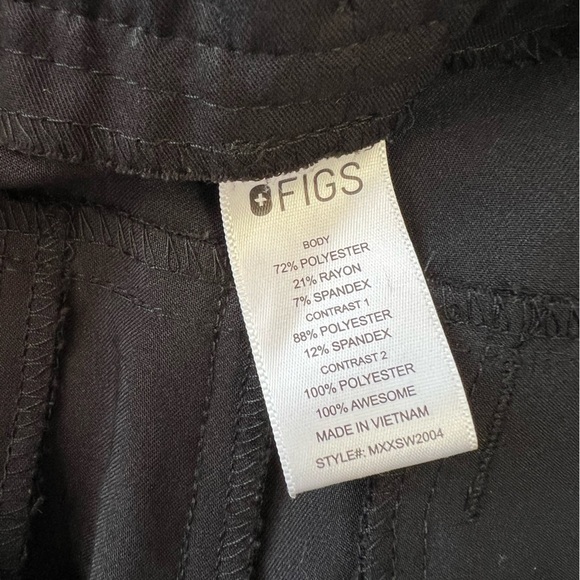 FIGS
BODY
72% POLYESTER
21% RAYON
7% SPANDEX
CONTRAST 1
88% POLYESTER
12% SPANDEX
CONTRAST 2
100% POLYESTER
100% AWESOME
MADE IN VIETNAM
STYLE#: MXXSW2004